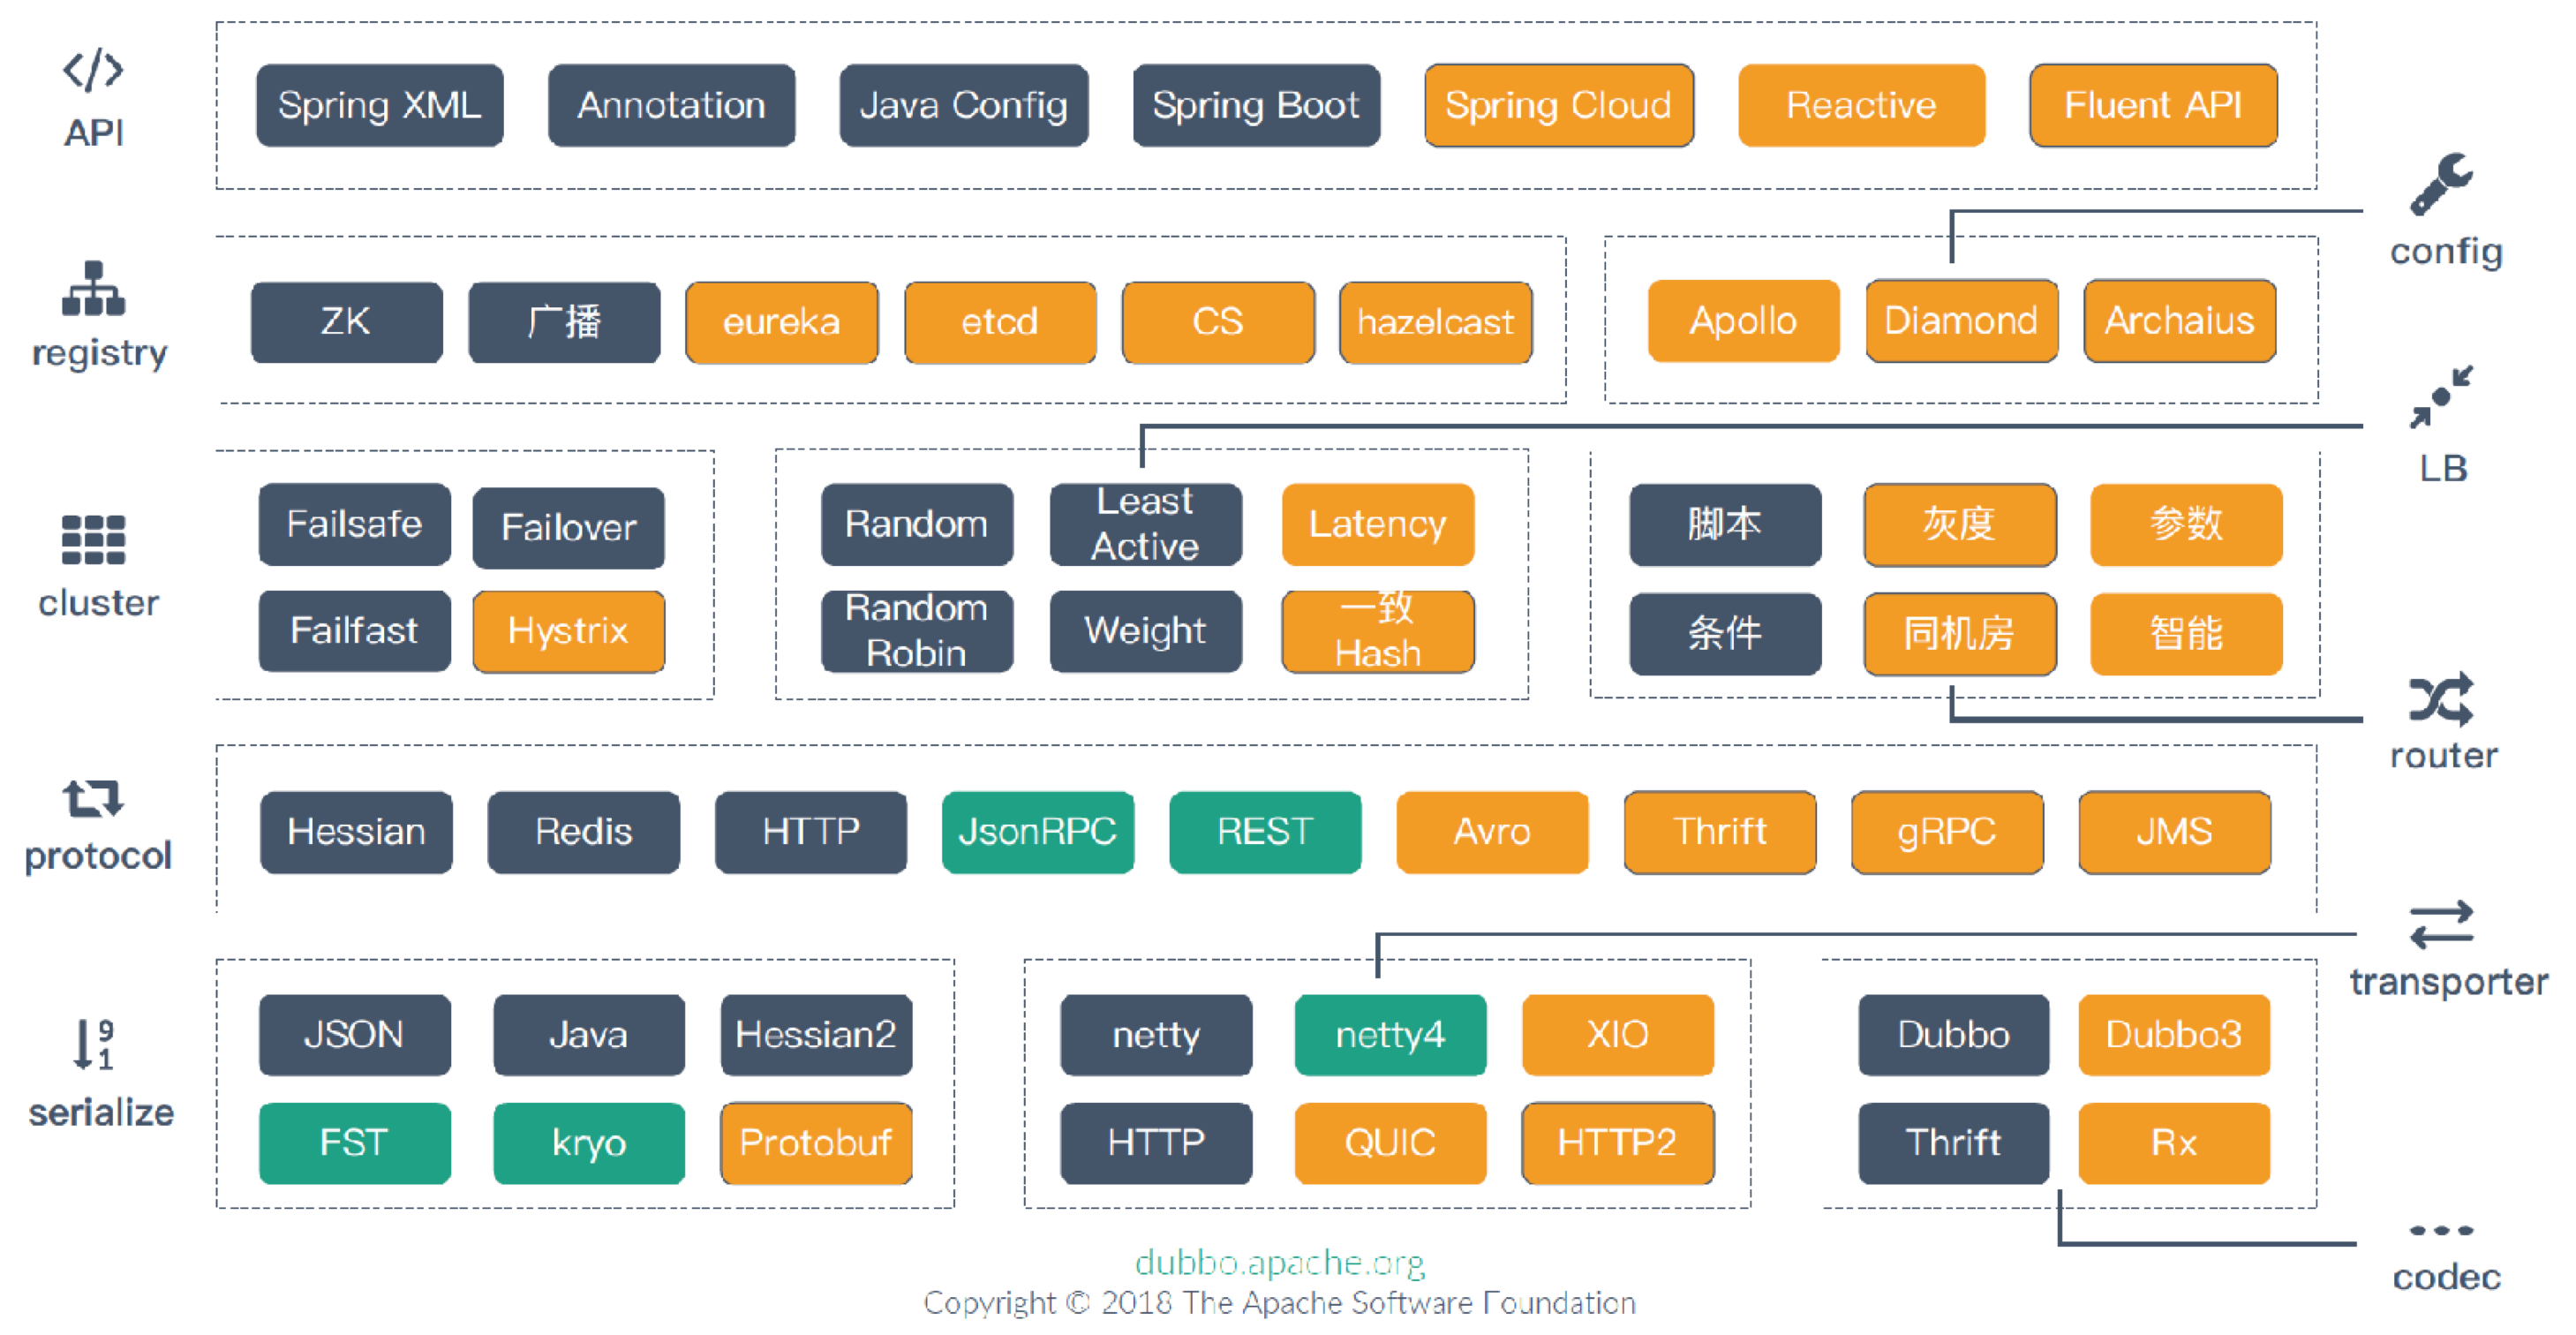 API
Spring XML
Annotation
Java Config
Spring Boot
Spring Cloud
Reactive
Fluent API
config
registry
ZK
广播
eureka
etcd
CS
hazelcast
Apollo
Diamond
Archaius
LB
cluster
Failsafe
Failover
Failfast
Hystrix
Random
Least
Active
Latency
Random
Robin
Weight
一致
Hash
脚本
灰度
参数
条件
同机房
智能
router
protocol
Hessian
Redis
HTTP
JsonRPC
REST
Avro
Thrift
gRPC
JMS
transporter
9
1
serialize
JSON
Java
Hessian2
FST
kryo
Protobuf
netty
netty4
XIO
HTTP
QUIC
HTTP2
Dubbo
Dubbo3
Thrift
Rx
codec
dubbo.apache.org
Copyright © 2018 The Apache Software Foundation